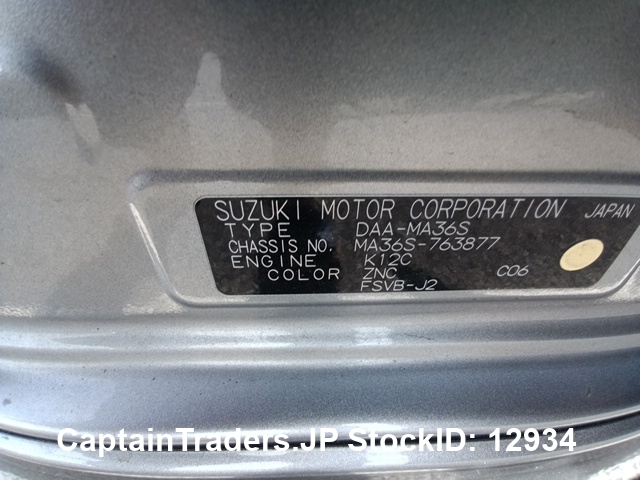 SUZUKI MOTOR CORPORATION JAPAN
TYPE DAA-MA36S
CHASSIS NO. MA36S-763877
ENGINE K12C
COLOR ZNC C06
FSVB-J2
CaptainTraders.JP StockID: 12934